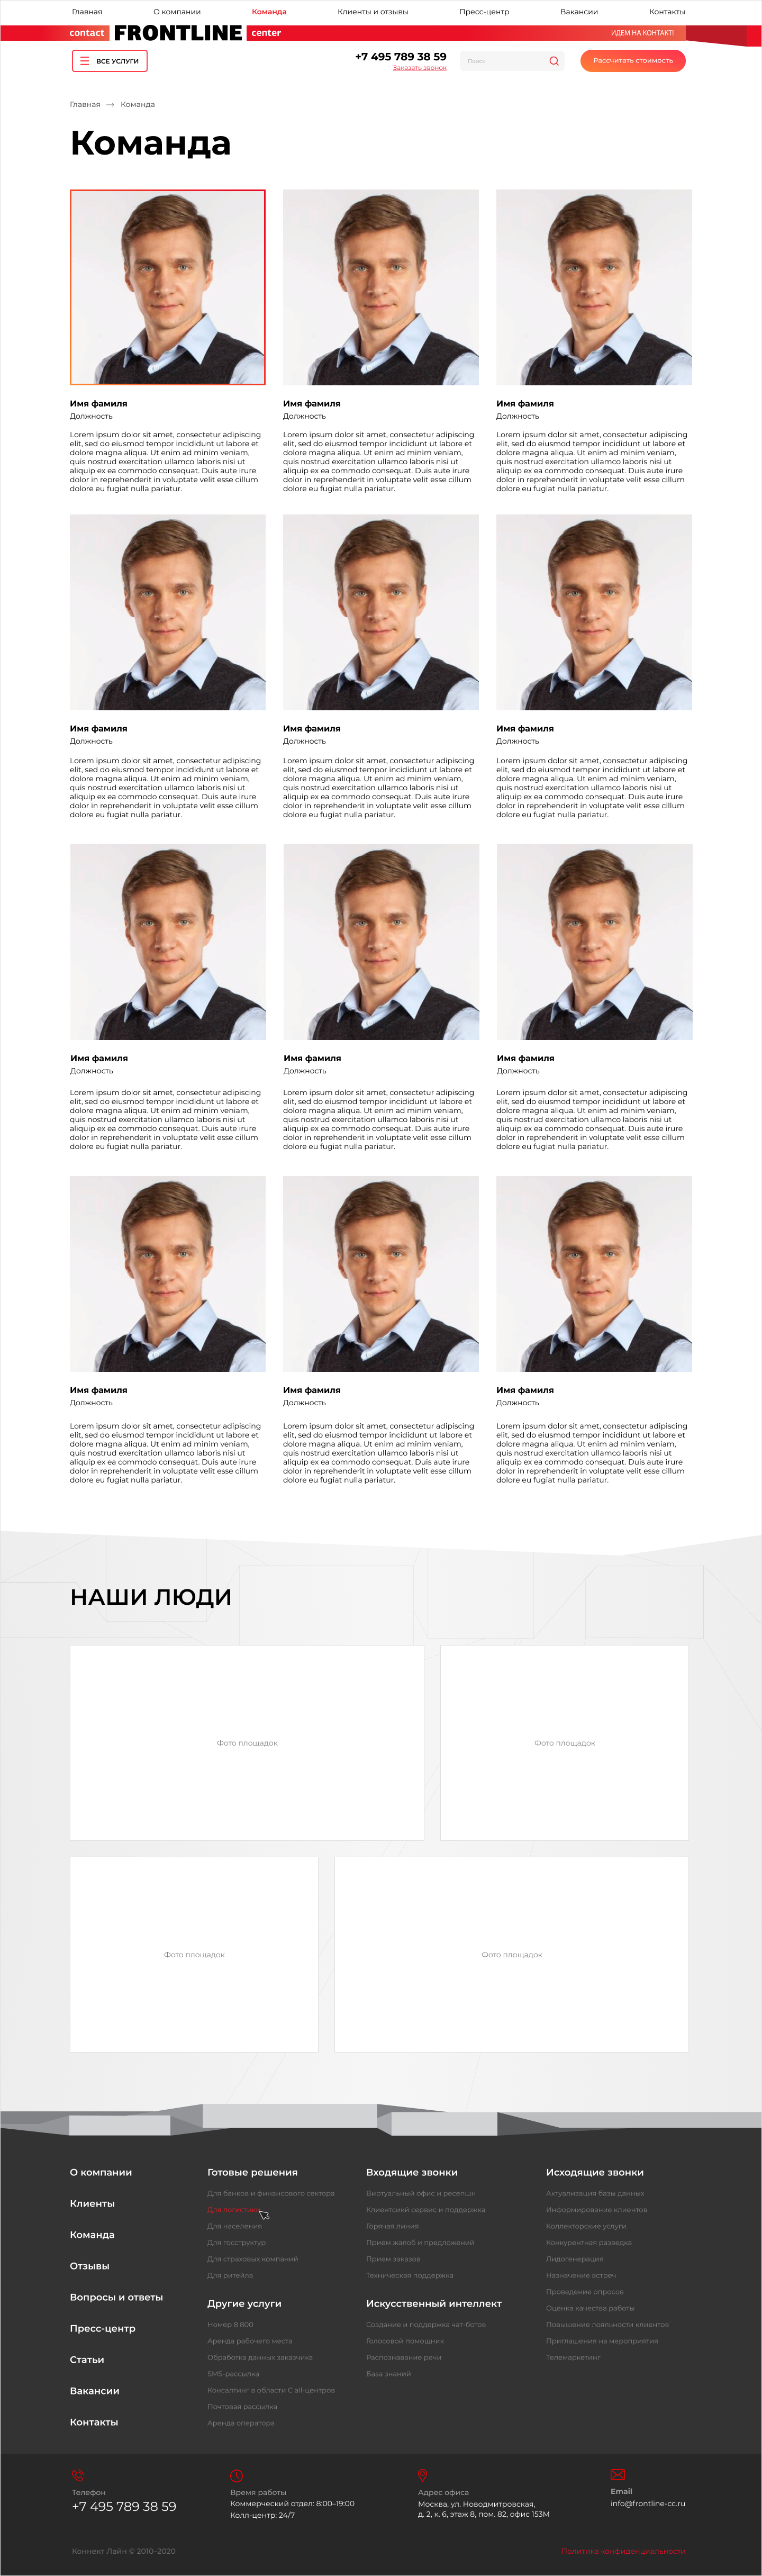 Главная О компании Команда Клиенты и отзывы Пресс-центр Вакансии Контакты
contact FRONTLINE center ИДЕМ НА КОНТАКТ!
ВСЕ УСЛУГИ +7 495 789 38 59 Поиск Рассчитать стоимость
Заказать звонок
Главная → Команда
Команда
Имя фамиля
Должность
Lorem ipsum dolor sit amet, consectetur adipiscing
elit, sed do eiusmod tempor incididunt ut labore et
dolore magna aliqua. Ut enim ad minim veniam,
quis nostrud exercitation ullamco laboris nisi ut
aliquip ex ea commodo consequat. Duis aute irure
dolor in reprehenderit in voluptate velit esse cillum
dolore eu fugiat nulla pariatur.
Имя фамиля
Должность
Lorem ipsum dolor sit amet, consectetur adipiscing
elit, sed do eiusmod tempor incididunt ut labore et
dolore magna aliqua. Ut enim ad minim veniam,
quis nostrud exercitation ullamco laboris nisi ut
aliquip ex ea commodo consequat. Duis aute irure
dolor in reprehenderit in voluptate velit esse cillum
dolore eu fugiat nulla pariatur.
Имя фамиля
Должность
Lorem ipsum dolor sit amet, consectetur adipiscing
elit, sed do eiusmod tempor incididunt ut labore et
dolore magna aliqua. Ut enim ad minim veniam,
quis nostrud exercitation ullamco laboris nisi ut
aliquip ex ea commodo consequat. Duis aute irure
dolor in reprehenderit in voluptate velit esse cillum
dolore eu fugiat nulla pariatur.
Имя фамиля
Должность
Lorem ipsum dolor sit amet, consectetur adipiscing
elit, sed do eiusmod tempor incididunt ut labore et
dolore magna aliqua. Ut enim ad minim veniam,
quis nostrud exercitation ullamco laboris nisi ut
aliquip ex ea commodo consequat. Duis aute irure
dolor in reprehenderit in voluptate velit esse cillum
dolore eu fugiat nulla pariatur.
Имя фамиля
Должность
Lorem ipsum dolor sit amet, consectetur adipiscing
elit, sed do eiusmod tempor incididunt ut labore et
dolore magna aliqua. Ut enim ad minim veniam,
quis nostrud exercitation ullamco laboris nisi ut
aliquip ex ea commodo consequat. Duis aute irure
dolor in reprehenderit in voluptate velit esse cillum
dolore eu fugiat nulla pariatur.
Имя фамиля
Должность
Lorem ipsum dolor sit amet, consectetur adipiscing
elit, sed do eiusmod tempor incididunt ut labore et
dolore magna aliqua. Ut enim ad minim veniam,
quis nostrud exercitation ullamco laboris nisi ut
aliquip ex ea commodo consequat. Duis aute irure
dolor in reprehenderit in voluptate velit esse cillum
dolore eu fugiat nulla pariatur.
Имя фамиля
Должность
Lorem ipsum dolor sit amet, consectetur adipiscing
elit, sed do eiusmod tempor incididunt ut labore et
dolore magna aliqua. Ut enim ad minim veniam,
quis nostrud exercitation ullamco laboris nisi ut
aliquip ex ea commodo consequat. Duis aute irure
dolor in reprehenderit in voluptate velit esse cillum
dolore eu fugiat nulla pariatur.
Имя фамиля
Должность
Lorem ipsum dolor sit amet, consectetur adipiscing
elit, sed do eiusmod tempor incididunt ut labore et
dolore magna aliqua. Ut enim ad minim veniam,
quis nostrud exercitation ullamco laboris nisi ut
aliquip ex ea commodo consequat. Duis aute irure
dolor in reprehenderit in voluptate velit esse cillum
dolore eu fugiat nulla pariatur.
Имя фамиля
Должность
Lorem ipsum dolor sit amet, consectetur adipiscing
elit, sed do eiusmod tempor incididunt ut labore et
dolore magna aliqua. Ut enim ad minim veniam,
quis nostrud exercitation ullamco laboris nisi ut
aliquip ex ea commodo consequat. Duis aute irure
dolor in reprehenderit in voluptate velit esse cillum
dolore eu fugiat nulla pariatur.
Имя фамиля
Должность
Lorem ipsum dolor sit amet, consectetur adipiscing
elit, sed do eiusmod tempor incididunt ut labore et
dolore magna aliqua. Ut enim ad minim veniam,
quis nostrud exercitation ullamco laboris nisi ut
aliquip ex ea commodo consequat. Duis aute irure
dolor in reprehenderit in voluptate velit esse cillum
dolore eu fugiat nulla pariatur.
Имя фамиля
Должность
Lorem ipsum dolor sit amet, consectetur adipiscing
elit, sed do eiusmod tempor incididunt ut labore et
dolore magna aliqua. Ut enim ad minim veniam,
quis nostrud exercitation ullamco laboris nisi ut
aliquip ex ea commodo consequat. Duis aute irure
dolor in reprehenderit in voluptate velit esse cillum
dolore eu fugiat nulla pariatur.
Имя фамиля
Должность
Lorem ipsum dolor sit amet, consectetur adipiscing
elit, sed do eiusmod tempor incididunt ut labore et
dolore magna aliqua. Ut enim ad minim veniam,
quis nostrud exercitation ullamco laboris nisi ut
aliquip ex ea commodo consequat. Duis aute irure
dolor in reprehenderit in voluptate velit esse cillum
dolore eu fugiat nulla pariatur.
НАШИ ЛЮДИ
Фото площадок
Фото площадок
Фото площадок
Фото площадок
О компании
Клиенты
Команда
Отзывы
Вопросы и ответы
Пресс-центр
Статьи
Вакансии
Контакты
Готовые решения
Для банков и финансового сектора
Для логистики
Для населения
Для госструктур
Для страховых компаний
Для ритейла
Другие услуги
Номер 8 800
Аренда рабочего места
Обработка данных заказчика
SMS-рассылка
Консалтинг в области С all-центров
Почтовая рассылка
Аренда оператора
Входящие звонки
Виртуальный офис и ресепшн
Клиентсикй сервис и поддержка
Горячая линия
Прием жалоб и предложений
Прием заказов
Техническая поддержка
Искусственный интеллект
Создание и поддержка чат-ботов
Голосовой помощник
Распознавание речи
База знаний
Исходящие звонки
Актуализация базы данных
Информирование клиентов
Коллекторские услуги
Конкурентная разведка
Лидогенерация
Назначение встреч
Проведение опросов
Оценка качества работы
Повышение лояльности клиентов
Приглашения на мероприятия
Телемаркетинг
Телефон
+7 495 789 38 59
Время работы
Коммерческий отдел: 8:00–19:00
Колл-центр: 24/7
Адрес офиса
Москва, ул. Новодмитровская,
д. 2, к. 6, этаж 8, пом. 82, офис 153М
Email
info@frontline-cc.ru
Коннект Лайн © 2010–2020 Политика конфиденциальности